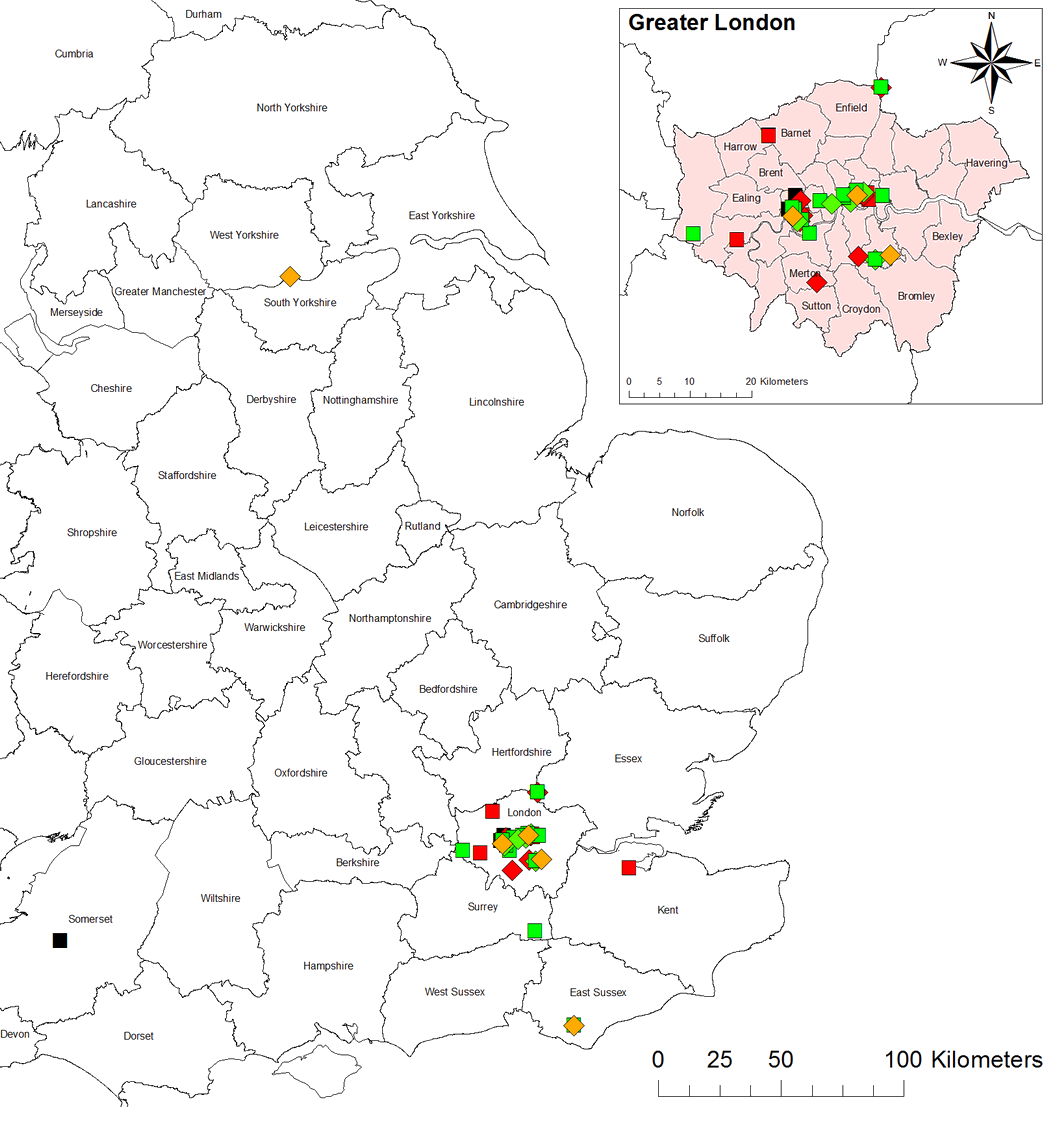 Durham
Greater London
N
Cumbria
W
E
S
North Yorkshire
Enfield
Barnet
Harrow
Havering
Brent
Ealing
Lancashire
East Yorkshire
West Yorkshire
Bexley
Merton
Greater Manchester
South Yorkshire
Bromley
Merseyside
Sutton
Croydon
0 5 10 20 Kilometers
Cheshire
Derbyshire
Nottinghamshire
Lincolnshire
Staffordshire
Norfolk
Leicestershire
Rutland
Shropshire
East Midlands
Cambridgeshire
Northamptonshire
Warwickshire
Suffolk
Worcestershire
Herefordshire
Bedfordshire
Hertfordshire
Essex
Gloucestershire
Oxfordshire
London
Berkshire
Wiltshire
Surrey
Kent
Somerset
Hampshire
West Sussex
East Sussex
Devon
Dorset
0 25 50 100 Kilometers